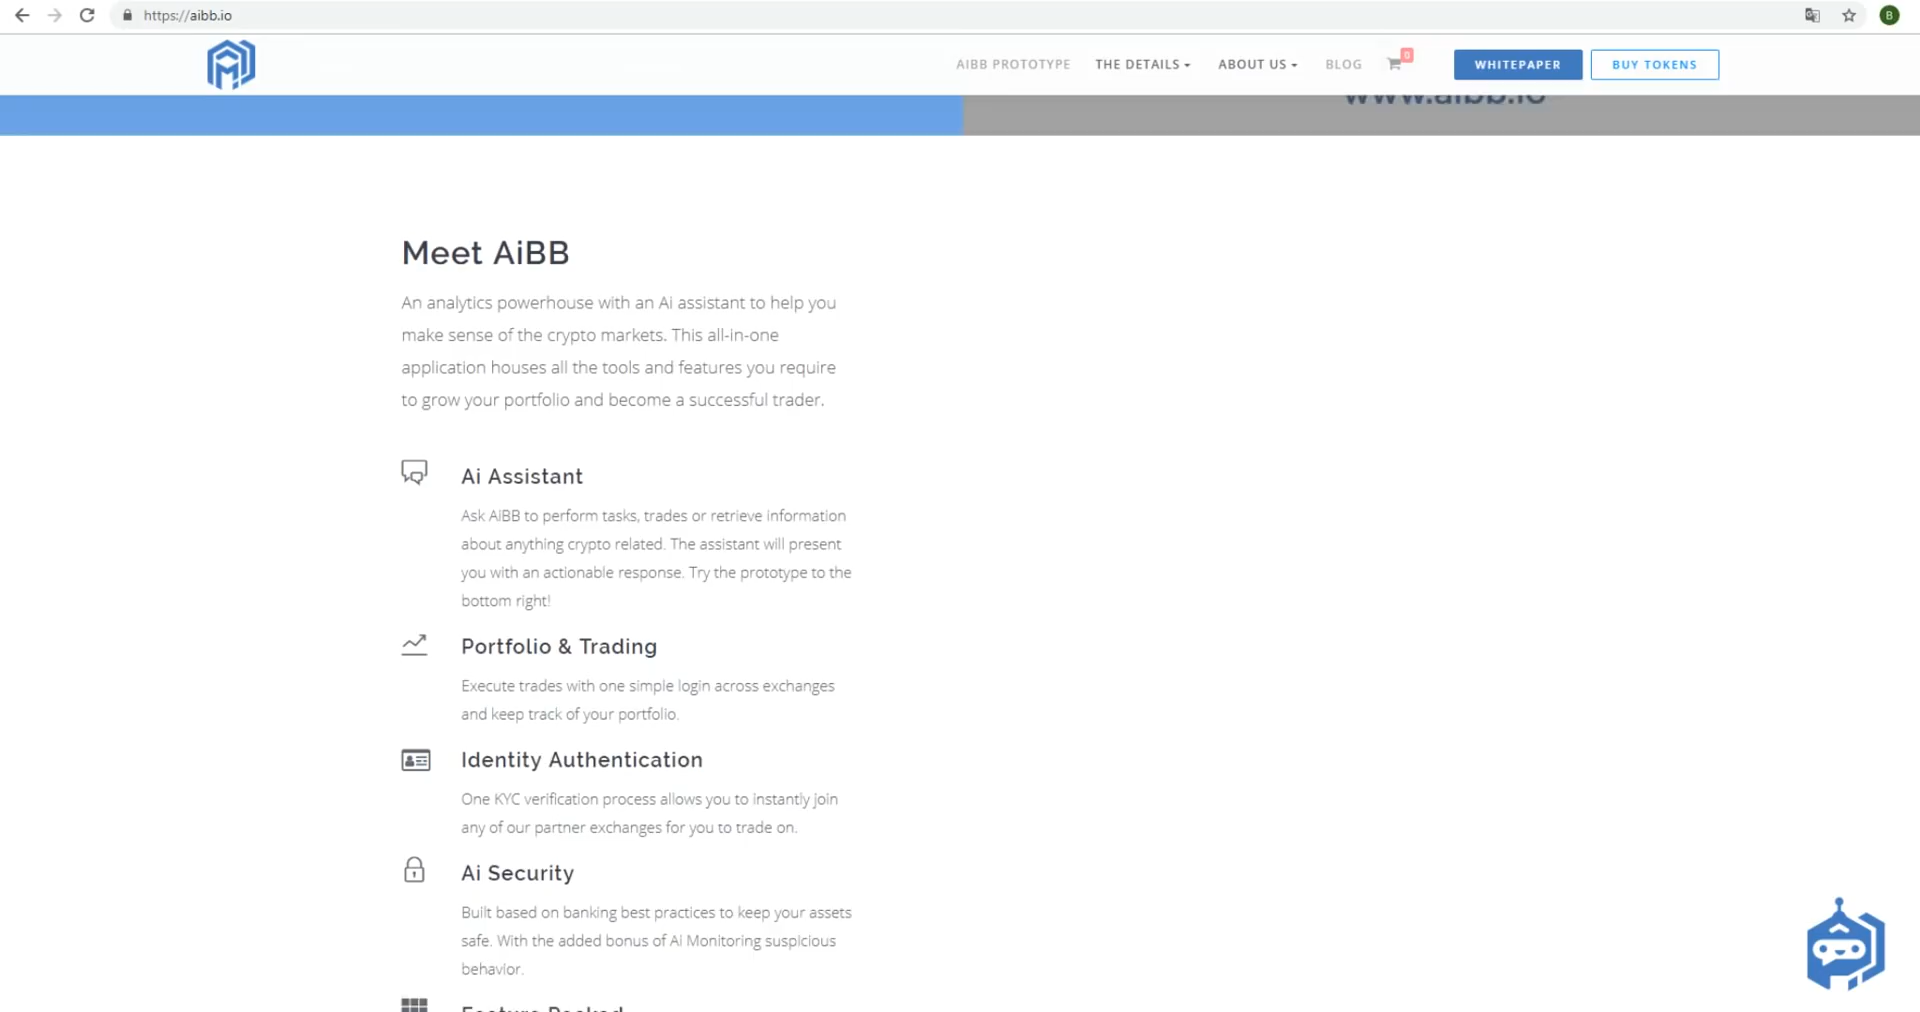 https://aibb.io
B
AIBB PROTOTYPE THE DETAILS ABOUT US BLOG 0 WHITEPAPER BUY TOKENS
www.aibb.io
Meet AiBB
An analytics powerhouse with an Ai assistant to help you
make sense of the crypto markets. This all-in-one
application houses all the tools and features you require
to grow your portfolio and become a successful trader.
Ai Assistant
Ask AiBB to perform tasks, trades or retrieve information
about anything crypto related. The assistant will present
you with an actionable response. Try the prototype to the
bottom right!
Portfolio & Trading
Execute trades with one simple login across exchanges
and keep track of your portfolio.
Identity Authentication
One KYC verification process allows you to instantly join
any of our partner exchanges for you to trade on.
Ai Security
Built based on banking best practices to keep your assets
safe. With the added bonus of Ai Monitoring suspicious
behavior.
Feature Packed